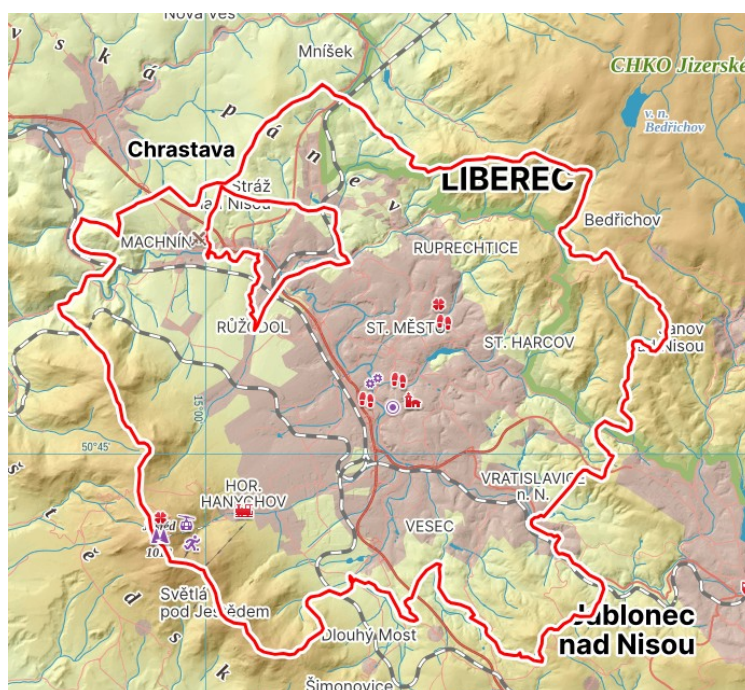 Nová Ves
Mníšek
CHKO Jizerské
v s k á p á n e v
v. n.
Bedřichov
Chrastava
LIBEREC
Stráž
nad Nisou
Bedřichov
MACHNÍN
RUPRECHTICE
RŮŽODOL
ST. MĚSTO
ST. HARCOV
Janov
nad Nisou
15°00'
50°45'
HOR.
HANYCHOV
VRATISLAVICE
n. N.
Ještěd
VESEC
Světlá
pod Ještědem
Dlouhý Most
Jablonec
nad Nisou
Šimonovice